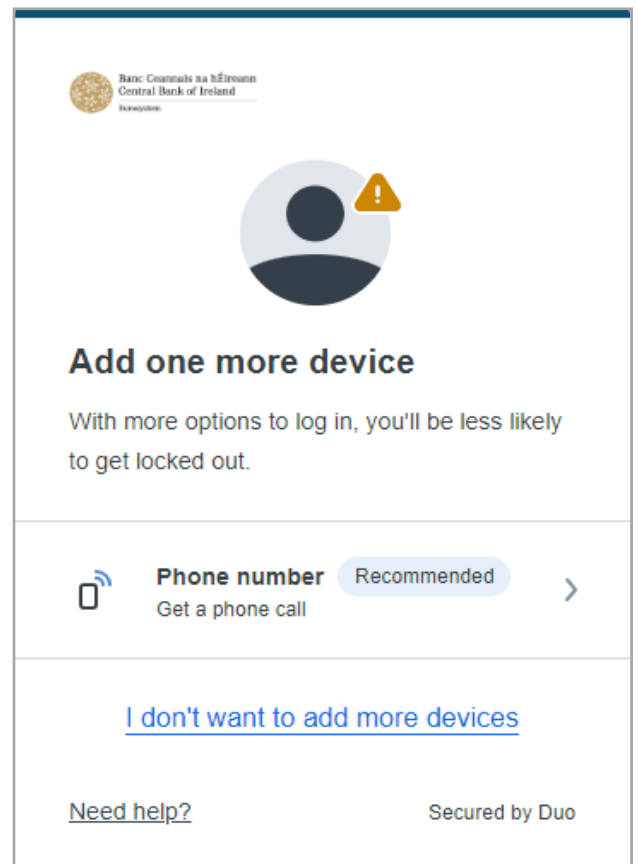 Banc Ceannais na hÉireann
Central Bank of Ireland
Eurosystem
Add one more device
With more options to log in, you'll be less likely
to get locked out.
Phone number Recommended
Get a phone call
I don't want to add more devices
Need help? Secured by Duo